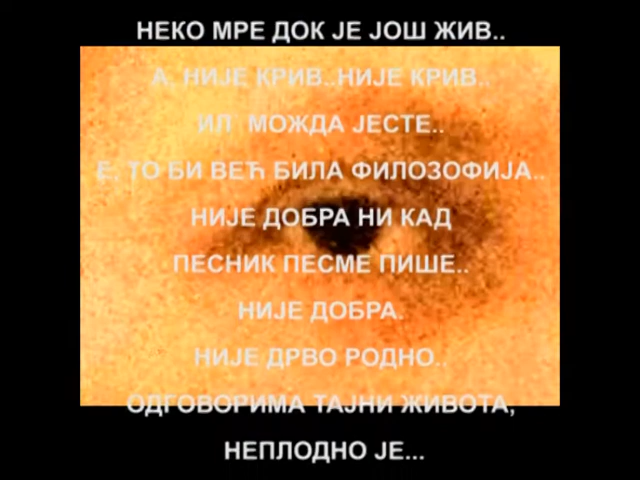 НЕКО МРЕ ДОК ЈЕ ЈОШ ЖИВ..
А, НИЈЕ КРИВ..НИЈЕ КРИВ..
ИЛ' МОЖДА ЈЕСТЕ..
Е, ТО БИ ВЕЋ БИЛА ФИЛОЗОФИЈА..
НИЈЕ ДОБРА НИ КАД
ПЕСНИК ПЕСМЕ ПИШЕ..
НИЈЕ ДОБРА.
НИЈЕ ДРВО РОДНО..
ОДГОВОРИМА ТАЈНИ ЖИВОТА,
НЕПЛОДНО ЈЕ...